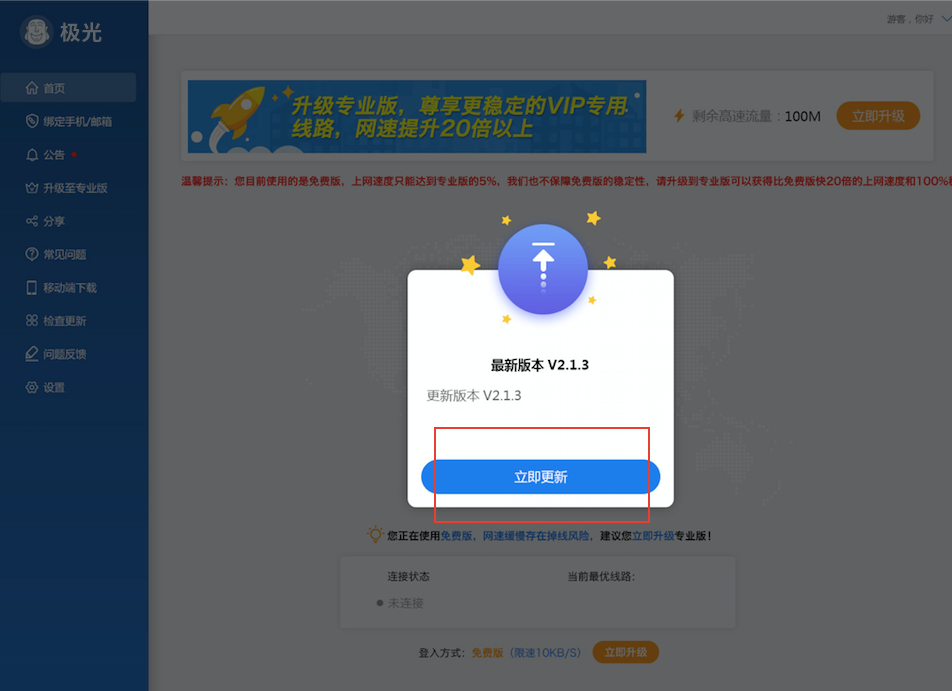 极光
游客，你好
首页
绑定手机/邮箱
公告
升级至专业版
分享
常见问题
移动端下载
检查更新
问题反馈
设置
升级专业版，尊享更稳定的VIP专用
线路，网速提升20倍以上
剩余高速流量：100M
立即升级
温馨提示：您目前使用的是免费版，上网速度只能达到专业版的5%，我们也不保障免费版的稳定性，请升级到专业版可以获得比免费版快20倍的上网速度和100%
最新版本 V2.1.3
更新版本 V2.1.3
立即更新
您正在使用免费版，网速缓慢存在掉线风险，建议您立即升级专业版！
连接状态
当前最优线路：
未连接
登入方式：免费版（限速10KB/S）
立即升级